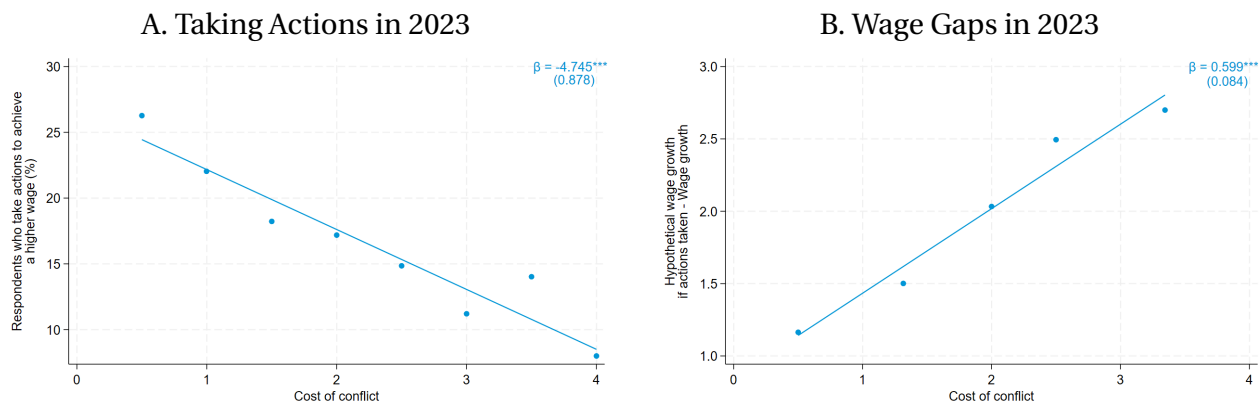 A. Taking Actions in 2023
Respondents who take actions to achieve
a higher wage (%)
30
25
20
15
10
β = -4.745***
(0.878)
0
1
2
3
4
Cost of conflict
B. Wage Gaps in 2023
Hypothetical wage growth
if actions taken - Wage growth
3.0
2.5
2.0
1.5
1.0
β = 0.599***
(0.084)
0
1
2
3
4
Cost of conflict